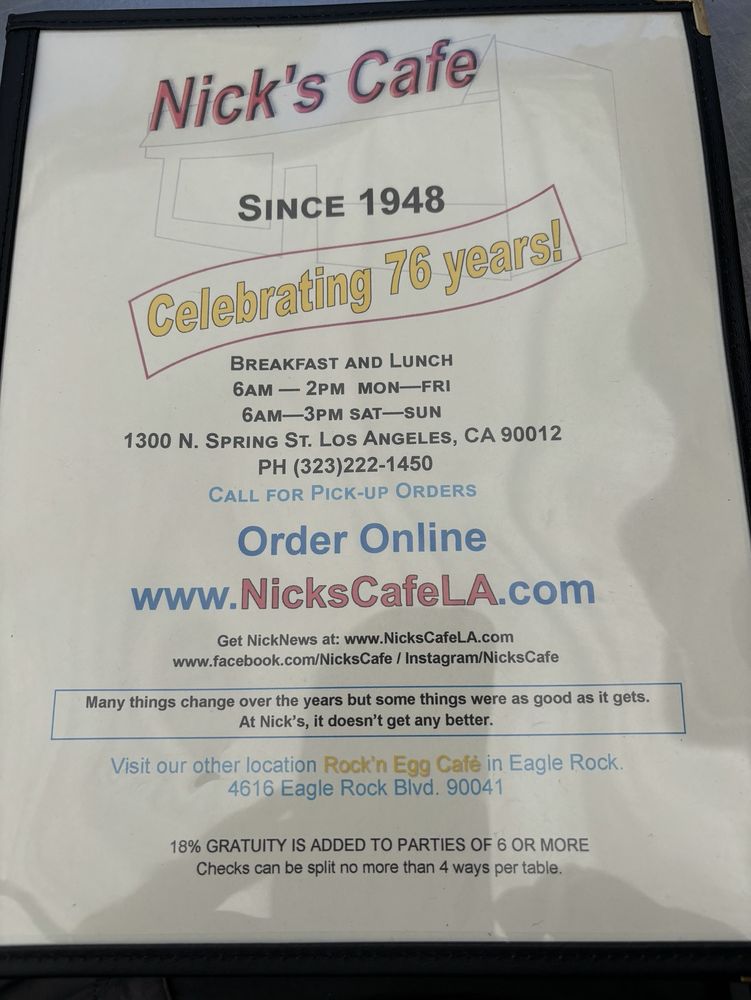 Nick's Cafe
SINCE 1948
Celebrating 76 years!
BREAKFAST AND LUNCH
6AM — 2PM MON—FRI
6AM—3PM SAT—SUN
1300 N. SPRING ST. LOS ANGELES, CA 90012
PH (323)222-1450
CALL FOR PICK-UP ORDERS
Order Online
www.NicksCafeLA.com
Get NickNews at: www.NicksCafeLA.com
www.facebook.com/NicksCafe / Instagram/NicksCafe
Many things change over the years but some things were as good as it gets.
At Nick's, it doesn't get any better.
Visit our other location Rock'n Egg Café in Eagle Rock.
4616 Eagle Rock Blvd. 90041
18% GRATUITY IS ADDED TO PARTIES OF 6 OR MORE
Checks can be split no more than 4 ways per table.